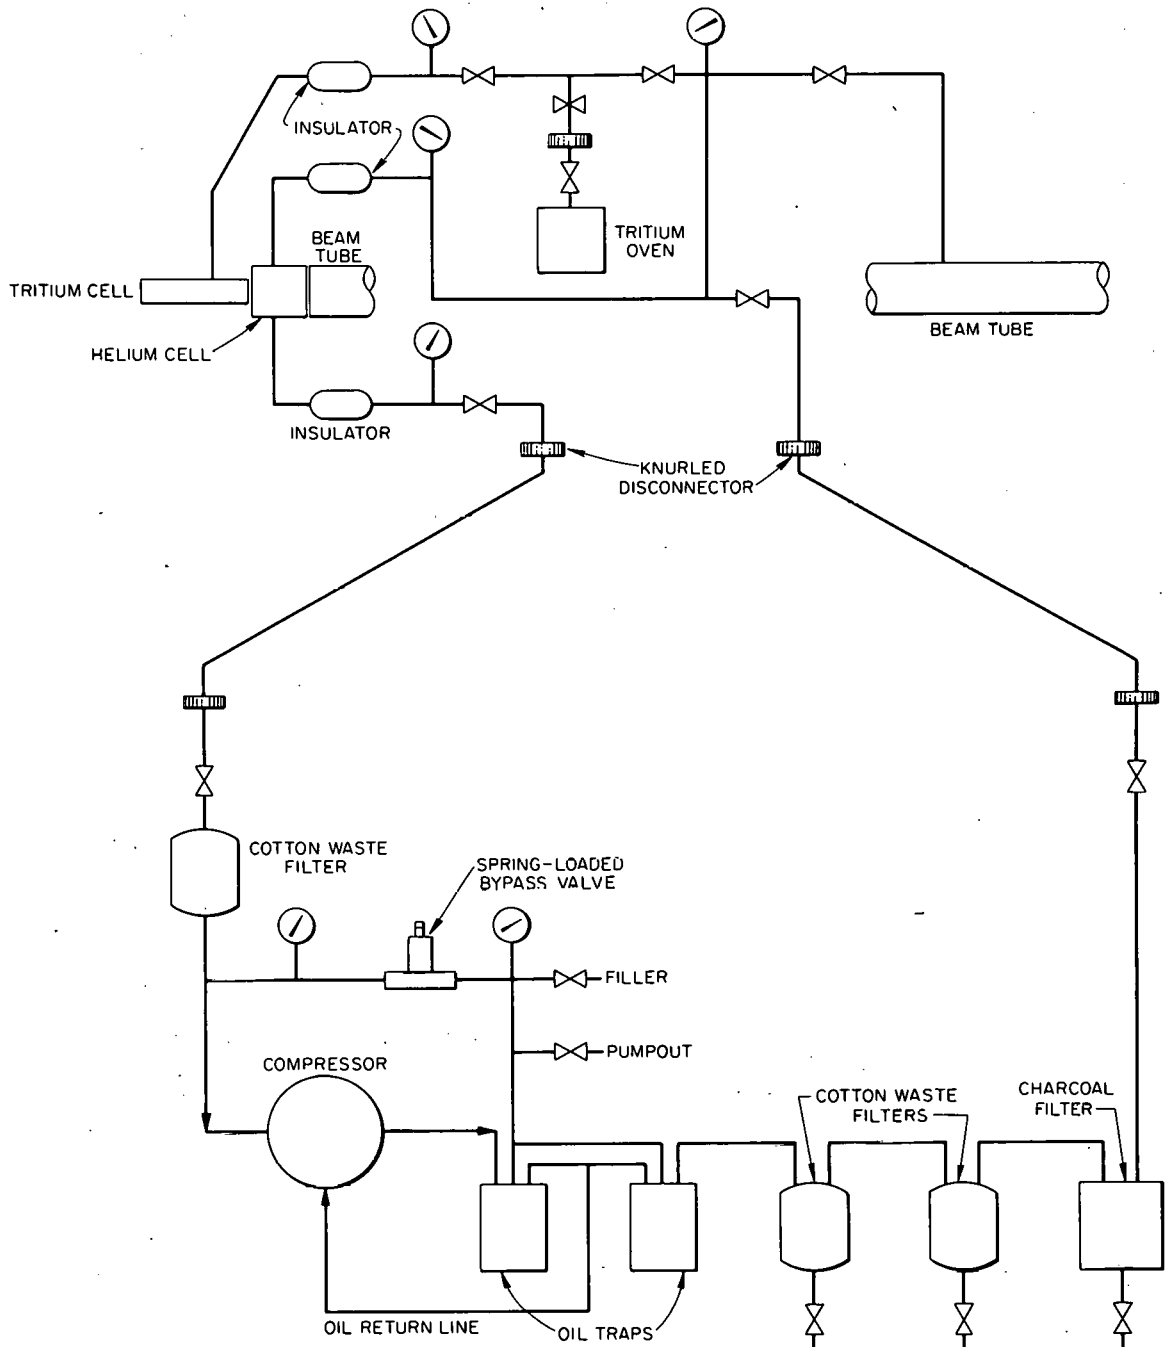 INSULATOR
TRITIUM
OVEN
BEAM
TUBE
TRITIUM CELL
BEAM TUBE
HELIUM CELL
INSULATOR
KNURLED
DISCONNECTOR
COTTON WASTE
FILTER
SPRING-LOADED
BYPASS VALVE
FILLER
PUMPOUT
COMPRESSOR
COTTON WASTE
FILTERS
CHARCOAL
FILTER
OIL RETURN LINE
OIL TRAPS